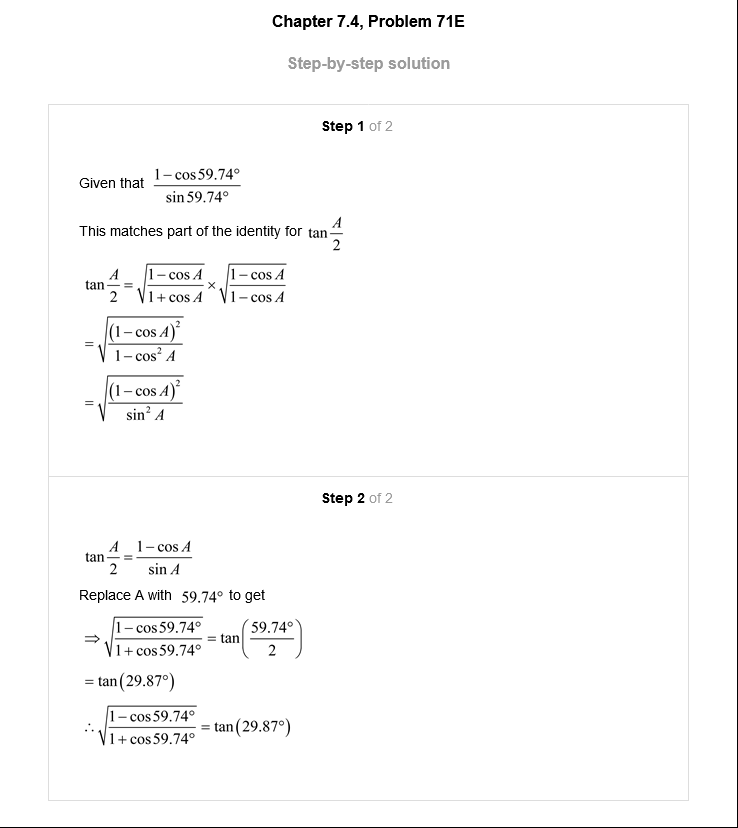 Chapter 7.4, Problem 71E
Step-by-step solution
Step 1 of 2
Given that \frac{1-\cos 59.74°}{\sin 59.74°}
This matches part of the identity for \tan\frac{A}{2}
\tan\frac{A}{2} = \sqrt{\frac{1-\cos A}{1+\cos A}} \times \sqrt{\frac{1-\cos A}{1-\cos A}}
= \sqrt{\frac{(1-\cos A)^2}{1-\cos^2 A}}
= \sqrt{\frac{(1-\cos A)^2}{\sin^2 A}}
Step 2 of 2
\tan\frac{A}{2} = \frac{1-\cos A}{\sin A}
Replace A with 59.74° to get
⇒ \sqrt{\frac{1-\cos 59.74°}{1+\cos 59.74°}} = \tan\left(\frac{59.74°}{2}\right)
= tan(29.87°)
∴ \sqrt{\frac{1-\cos 59.74°}{1+\cos 59.74°}} = \tan(29.87°)